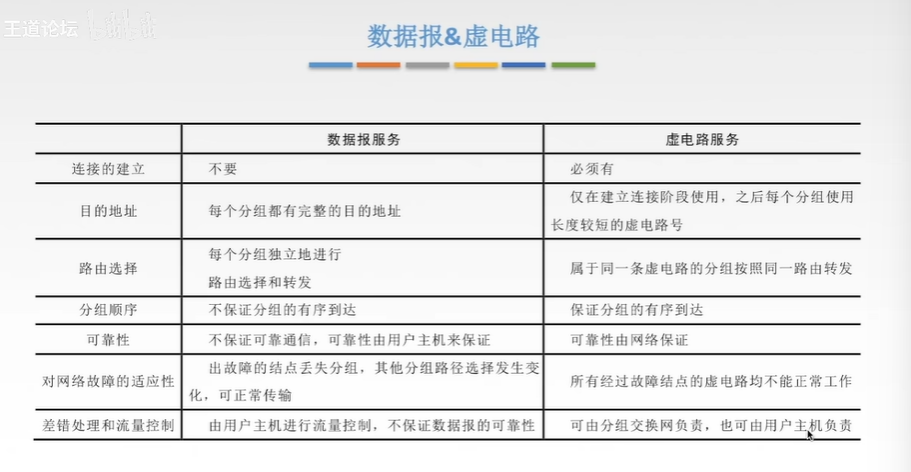 王道论坛
数据报&虚电路
数据报服务 虚电路服务
连接的建立 不要 必须有
目的地址 每个分组都有完整的目的地址 仅在建立连接阶段使用，之后每个分组使用
长度较短的虚电路号
路由选择 每个分组独立地进行
路由选择和转发 属于同一条虚电路的分组按照同一路由转发
分组顺序 不保证分组的有序到达 保证分组的有序到达
可靠性 不保证可靠通信，可靠性由用户主机来保证 可靠性由网络保证
对网络故障的适应性 出故障的结点丢失分组，其他分组路径选择发生变
化，可正常传输 所有经过故障结点的虚电路均不能正常工作
差错处理和流量控制 由用户主机进行流量控制，不保证数据报的可靠性 可由分组交换网负责，也可由用户主机负责